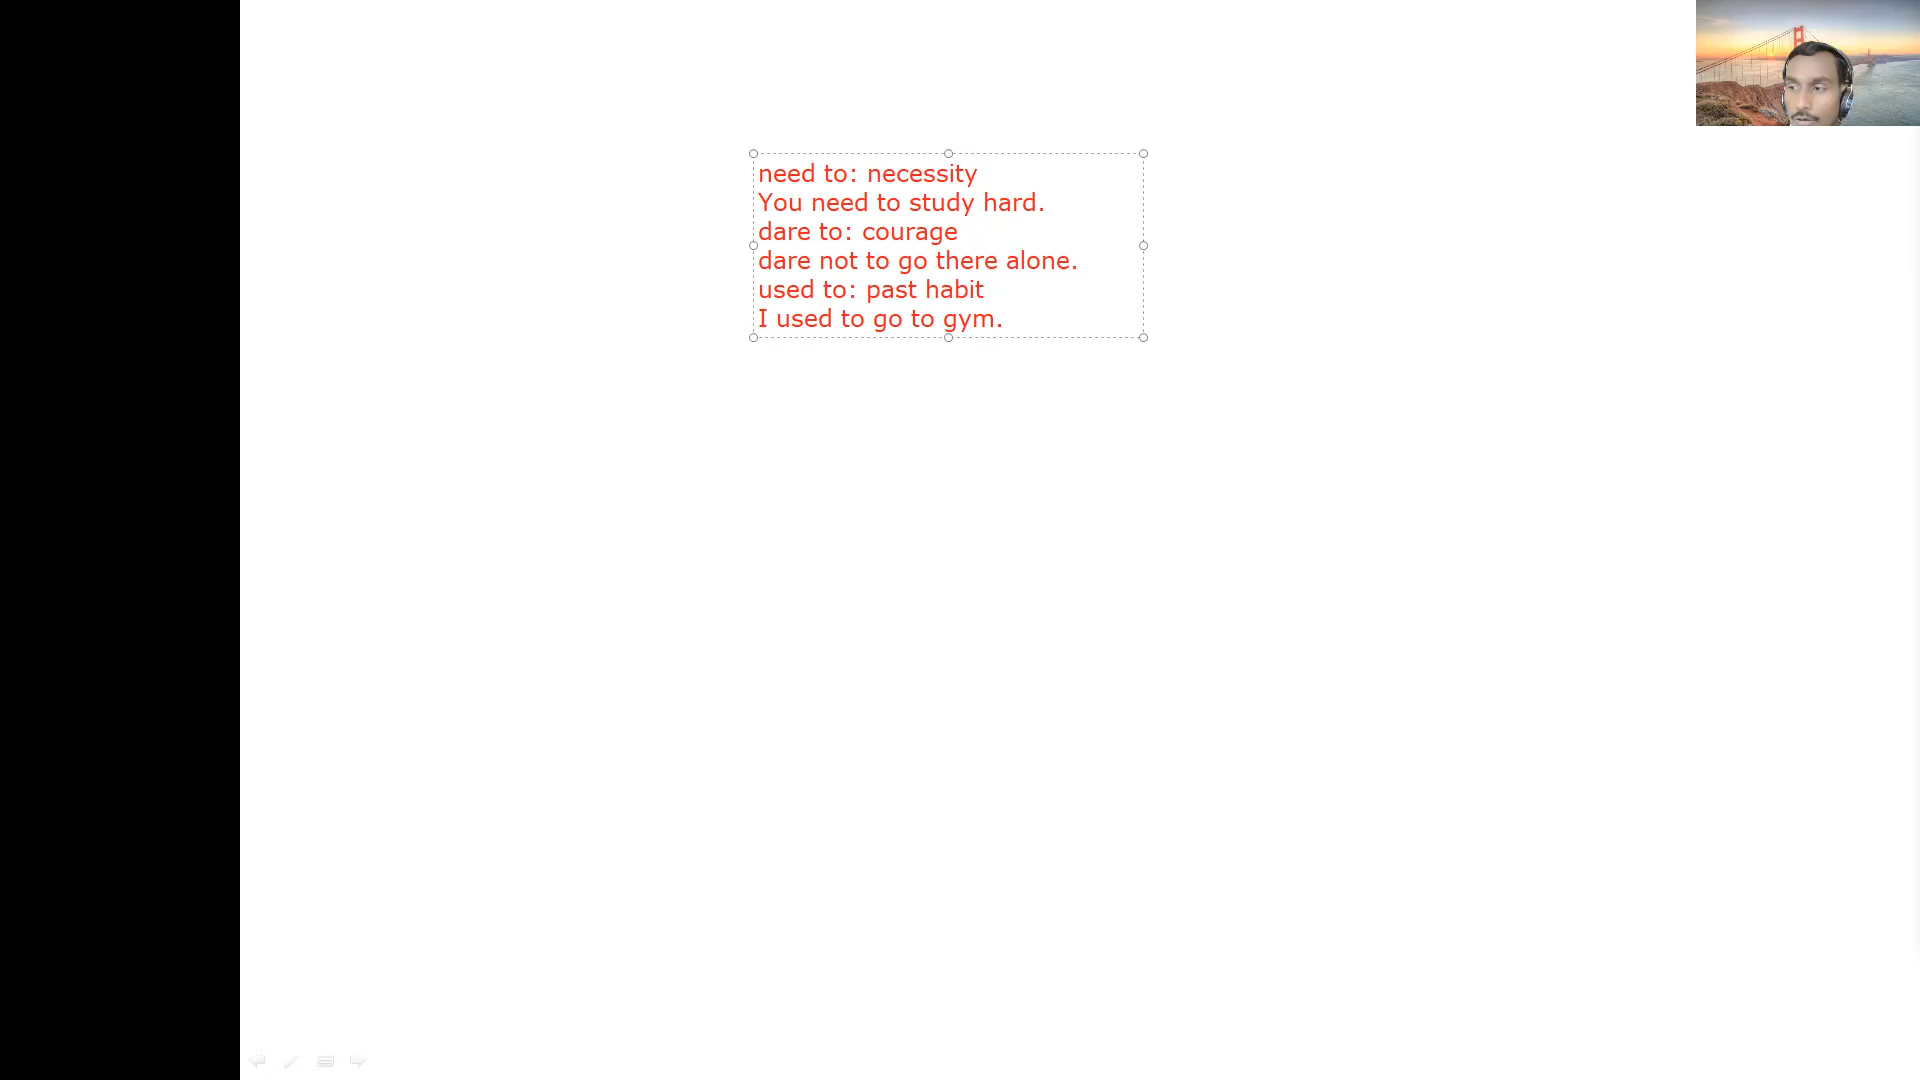 need to: necessity
You need to study hard.
dare to: courage
dare not to go there alone.
used to: past habit
I used to go to gym.